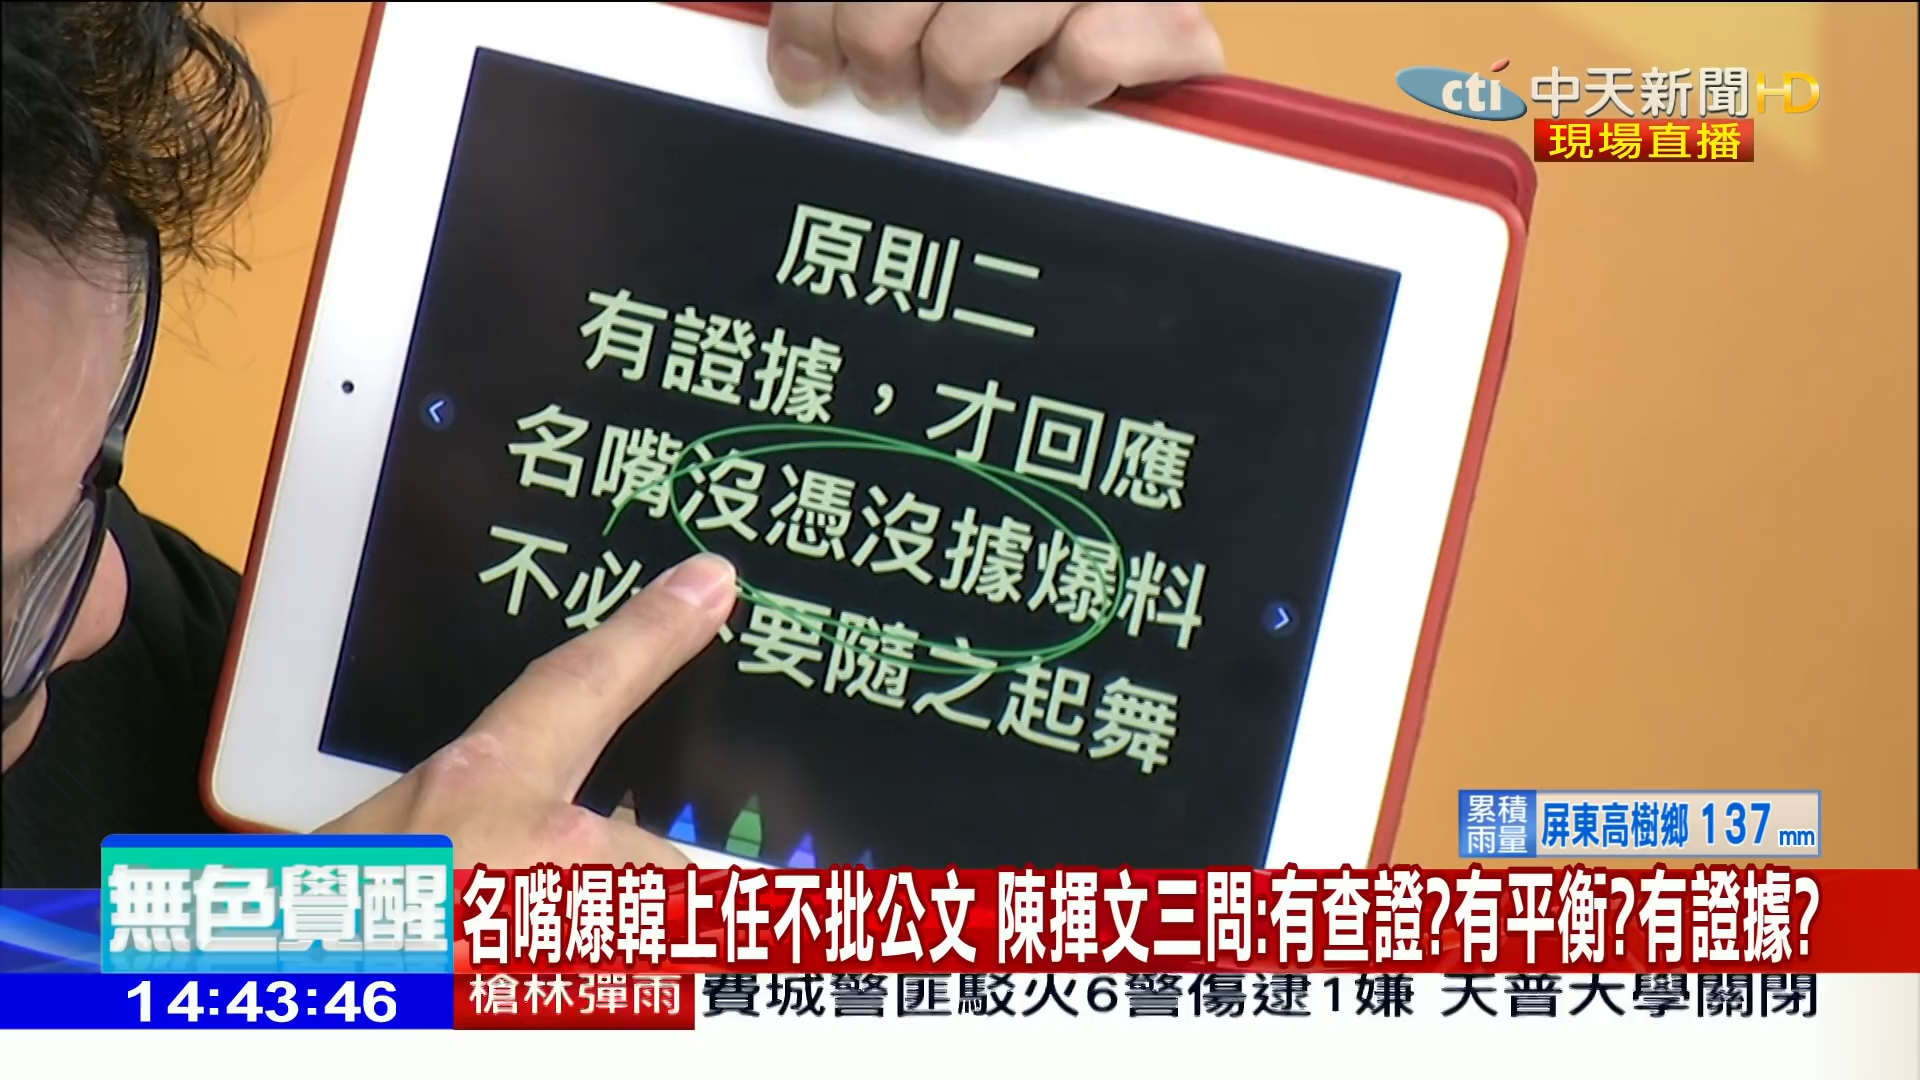 cti 中天新聞HD
現場直播
原則二
有證據，才回應
名嘴沒憑沒據爆料
不必 要隨之起舞
累積雨量 屏東高樹鄉 137 mm
無色覺醒
名嘴爆韓上任不批公文 陳揮文三問:有查證?有平衡?有證據?
14:43:46
槍林彈雨 費城警匪駁火6警傷逮1嫌 天普大學關閉